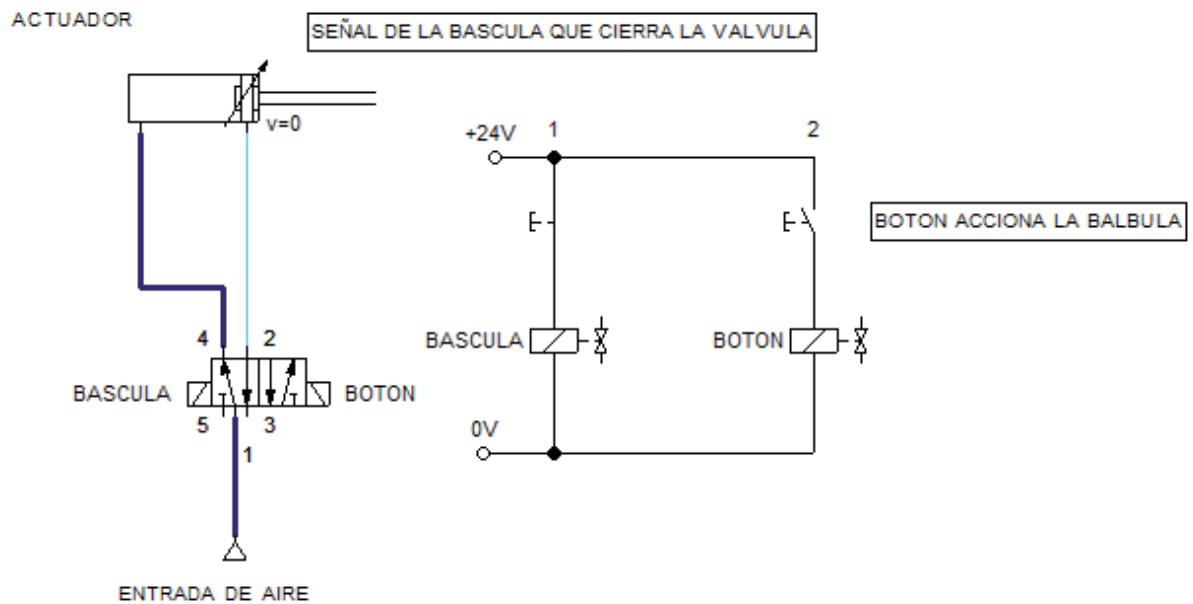 ACTUADOR
SEÑAL DE LA BASCULA QUE CIERRA LA VALVULA
v=0
+24V
1
2
BOTON ACCIONA LA BALBULA
4
2
BASCULA
BOTON
BASCULA
BOTON
5
3
1
0V
ENTRADA DE AIRE